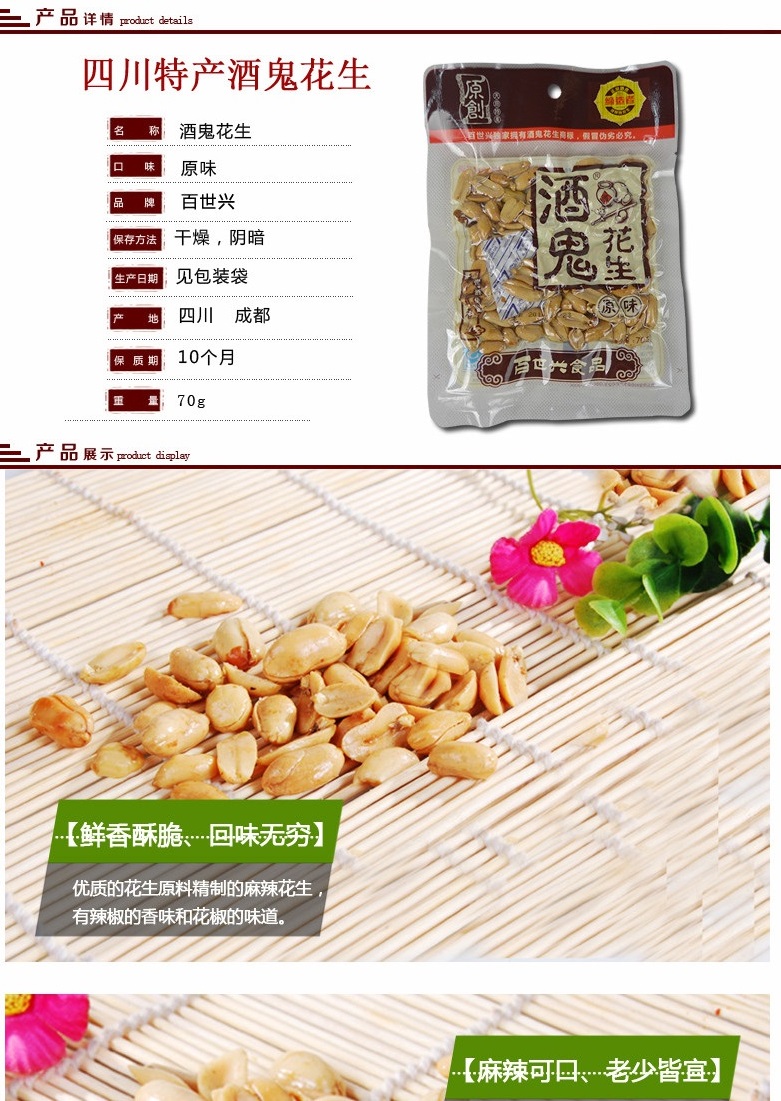 产品详情 product details
四川特产酒鬼花生
名称 酒鬼花生
口味 原味
品牌 百世兴
保存方法 干燥，阴暗
生产日期 见包装袋
产地 四川 成都
保质期 10个月
重量 70g
原創
百世兴独家拥有酒鬼花生商标，假冒伪劣必究。
酒鬼
花生
®
原味
百世兴食品
产品展示 product display
【鲜香酥脆、回味无穷】
优质的花生原料精制的麻辣花生，
有辣椒的香味和花椒的味道。
【麻辣可口、老少皆宜】